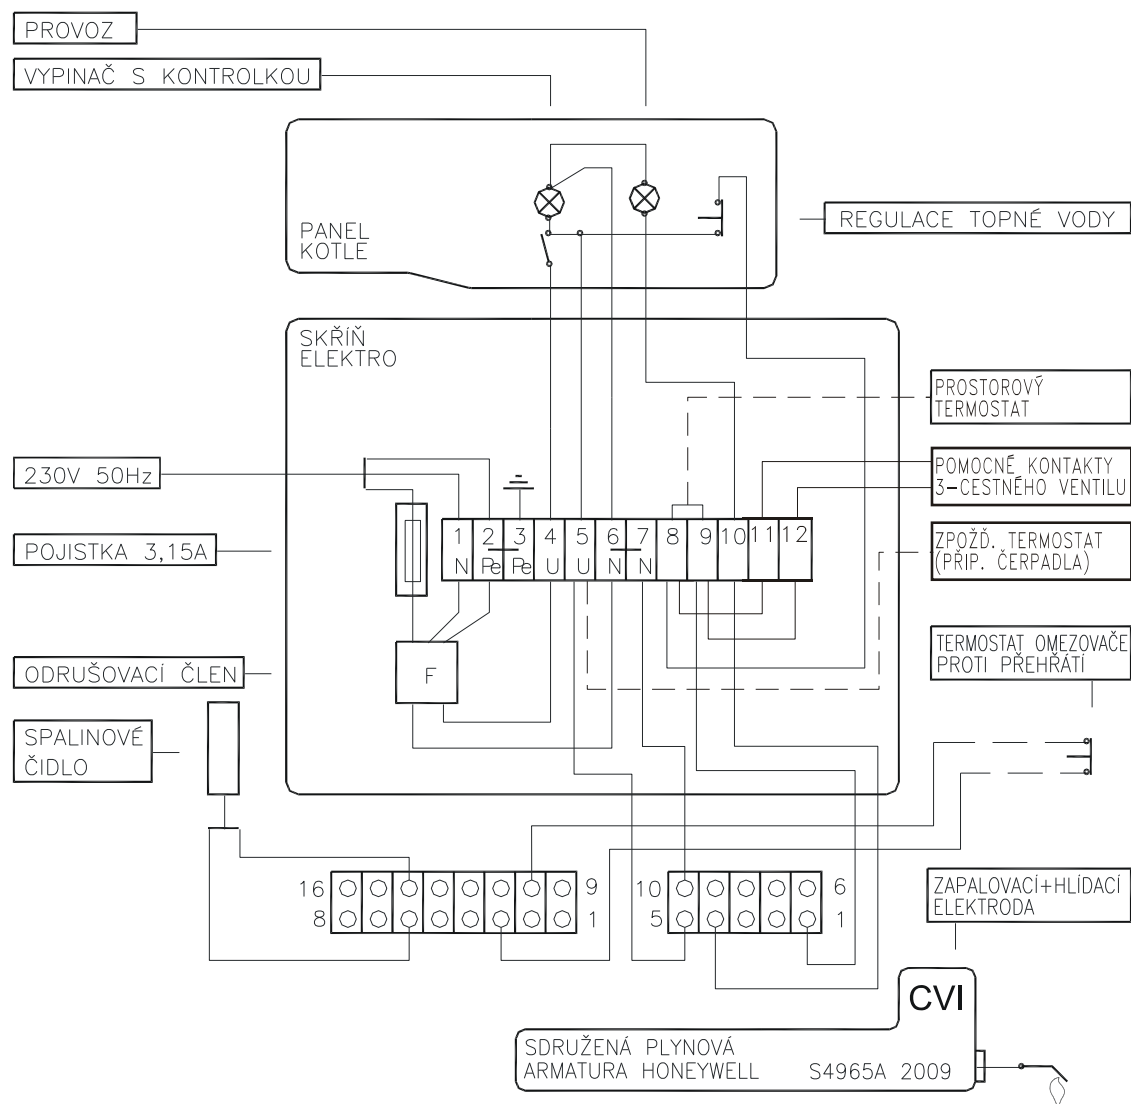 PROVOZ
VYPINAČ S KONTROLKOU
PANEL
KOTLE
REGULACE TOPNÉ VODY
SKŘÍŇ
ELEKTRO
PROSTOROVÝ
TERMOSTAT
230V 50Hz
POMOCNÉ KONTAKTY
3-CESTNÉHO VENTILU
POJISTKA 3,15A
1 2 3 4 5 6 7 8 9 10 11 12
N Pe Pe U U N N
ZPOŽĎ. TERMOSTAT
(PŘIP. ČERPADLA)
ODRUŠOVACÍ ČLEN
F
TERMOSTAT OMEZOVAČE
PROTI PŘEHŘÁTÍ
SPALINOVÉ
ČIDLO
16 9 10 6
8 1 5 1
ZAPALOVACÍ+HLÍDACÍ
ELEKTRODA
CVI
SDRUŽENÁ PLYNOVÁ
ARMATURA HONEYWELL S4965A 2009